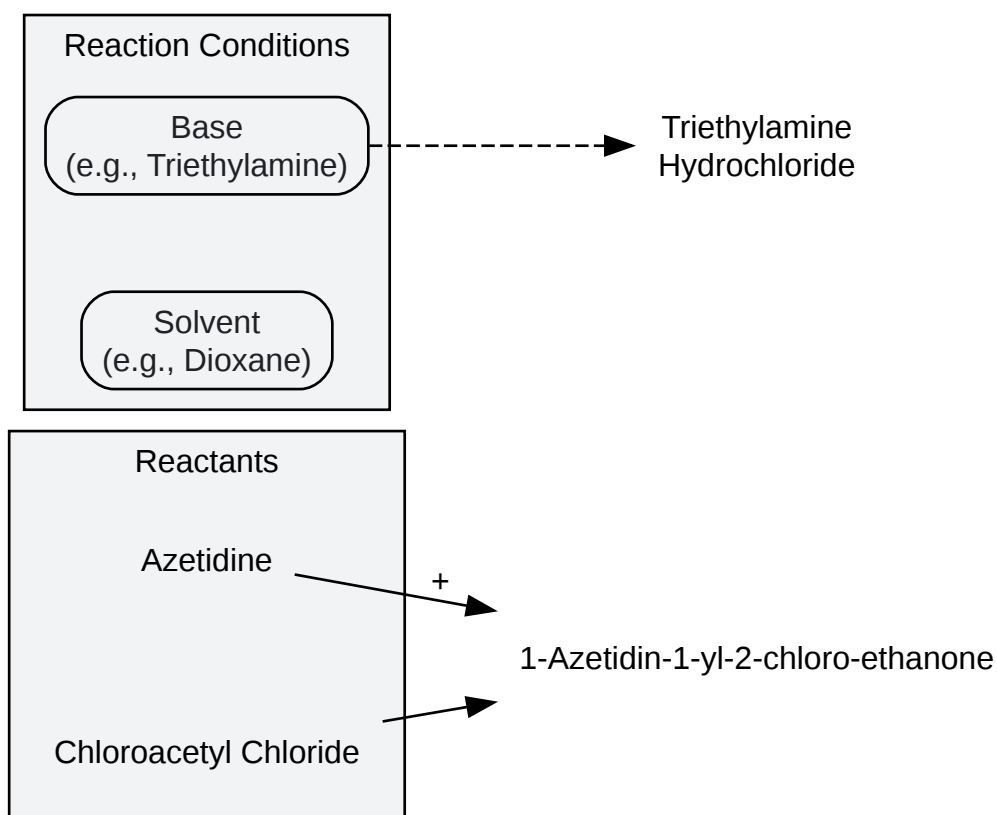 Reaction Conditions
Base
(e.g., Triethylamine)
Triethylamine
Hydrochloride
Solvent
(e.g., Dioxane)
Reactants
Azetidine
+
1-Azetidin-1-yl-2-chloro-ethanone
Chloroacetyl Chloride